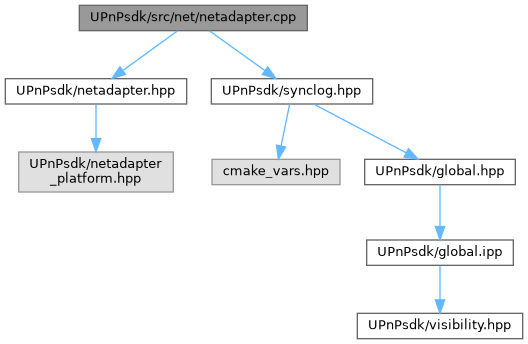 UPnPsdk/src/net/netadapter.cpp
UPnPsdk/netadapter.hpp
UPnPsdk/synclog.hpp
UPnPsdk/netadapter
_platform.hpp
cmake_vars.hpp
UPnPsdk/global.hpp
UPnPsdk/global.ipp
UPnPsdk/visibility.hpp